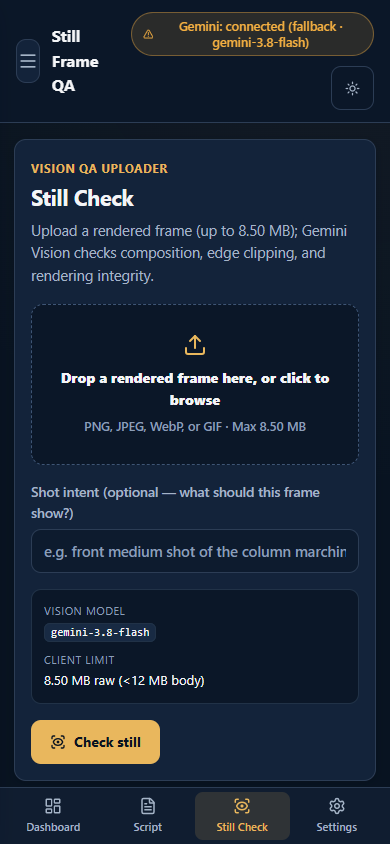 Still
Frame
QA
Gemini: connected (fallback ·
gemini-3.8-flash)
VISION QA UPLOADER
Still Check
Upload a rendered frame (up to 8.50 MB); Gemini
Vision checks composition, edge clipping, and
rendering integrity.
Drop a rendered frame here, or click to
browse
PNG, JPEG, WebP, or GIF · Max 8.50 MB
Shot intent (optional — what should this frame
show?)
e.g. front medium shot of the column marchin
VISION MODEL
gemini-3.8-flash
CLIENT LIMIT
8.50 MB raw (<12 MB body)
Check still
Dashboard
Script
Still Check
Settings